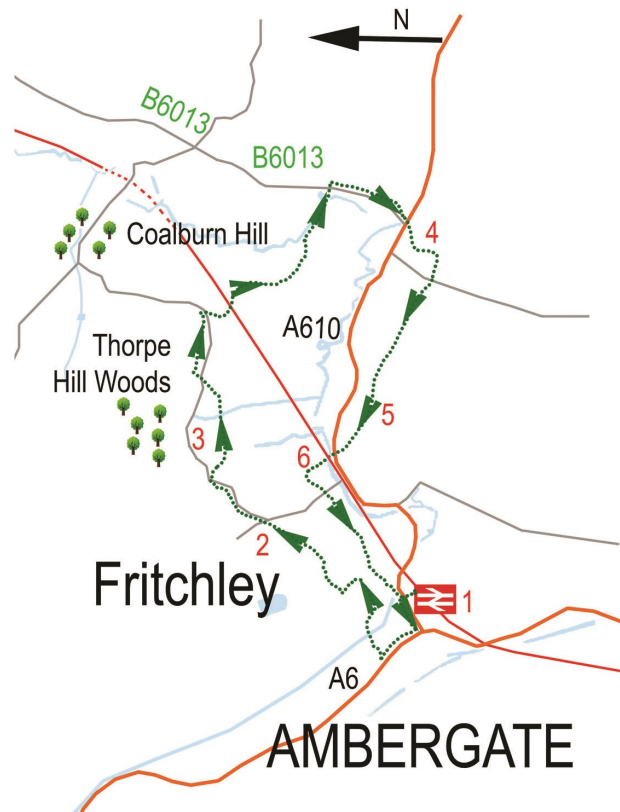 N
B6013
B6013
Coalburn Hill
4
A610
Thorpe
Hill Woods
5
3
6
2
Fritchley
1
A6
AMBERGATE